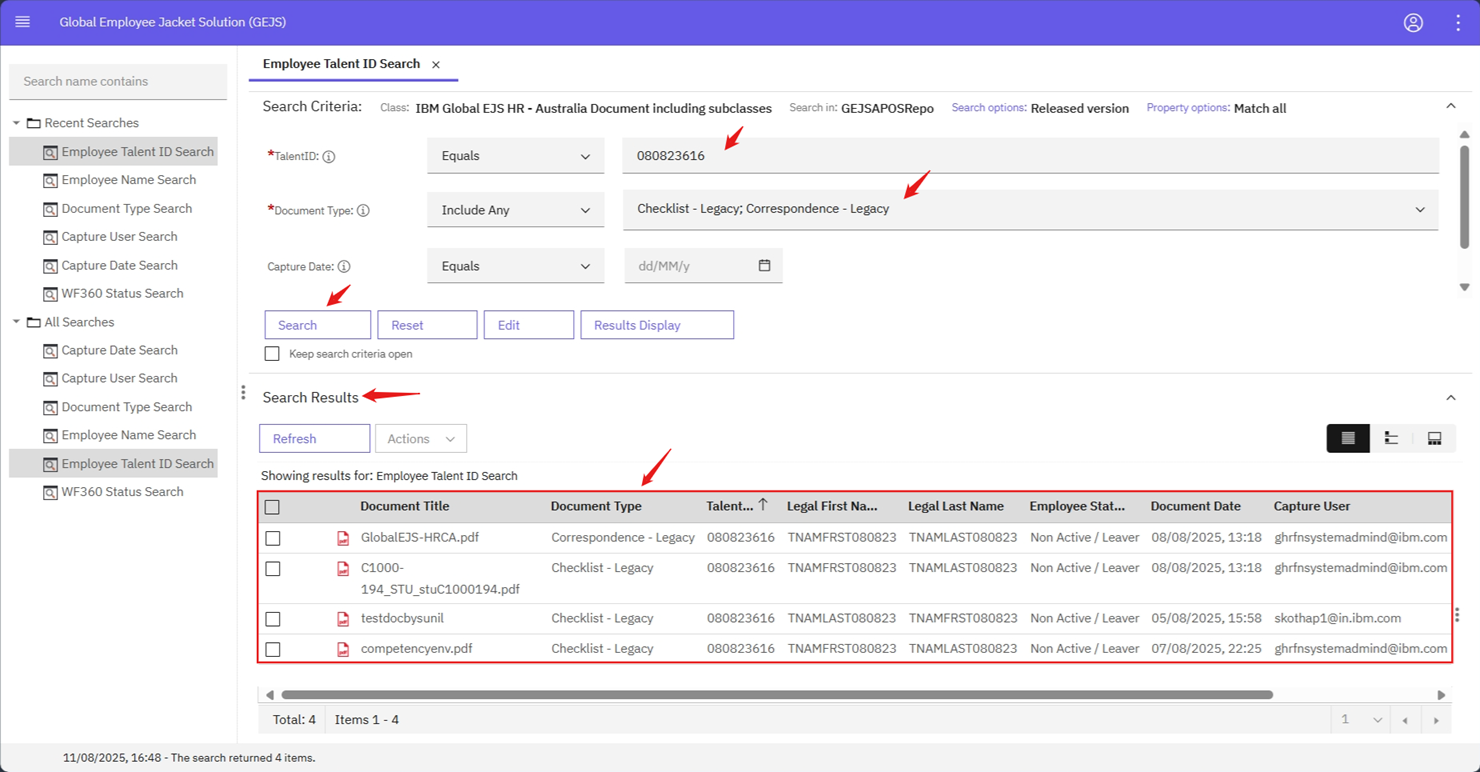 Global Employee Jacket Solution (GEJS)
Search name contains
Recent Searches
Employee Talent ID Search
Employee Name Search
Document Type Search
Capture User Search
Capture Date Search
WF360 Status Search
All Searches
Capture Date Search
Capture User Search
Document Type Search
Employee Name Search
Employee Talent ID Search
WF360 Status Search
Employee Talent ID Search ×
Search Criteria: Class: IBM Global EJS HR - Australia Document including subclasses Search in: GEJSAPOSRepo Search options: Released version Property options: Match all
*TalentID: Equals 080823616
*Document Type: Include Any Checklist - Legacy; Correspondence - Legacy
Capture Date: Equals dd/MM/y
Search Reset Edit Results Display
Keep search criteria open
Search Results
Refresh Actions
Showing results for: Employee Talent ID Search
Document Title Document Type Talent... Legal First Na... Legal Last Name Employee Stat... Document Date Capture User
GlobalEJS-HRCA.pdf Correspondence - Legacy 080823616 TNAMFRST080823 TNAMLAST080823 Non Active / Leaver 08/08/2025, 13:18 ghrfnsystemadmind@ibm.com
C1000- Checklist - Legacy 080823616 TNAMFRST080823 TNAMLAST080823 Non Active / Leaver 08/08/2025, 13:18 ghrfnsystemadmind@ibm.com
194_STU_stuC1000194.pdf
testdocbysunil Checklist - Legacy 080823616 TNAMLAST080823 TNAMFRST080823 Non Active / Leaver 05/08/2025, 15:58 skothap1@in.ibm.com
competencyenv.pdf Checklist - Legacy 080823616 TNAMFRST080823 TNAMLAST080823 Non Active / Leaver 07/08/2025, 22:25 ghrfnsystemadmind@ibm.com
Total: 4 Items 1 - 4 1
11/08/2025, 16:48 - The search returned 4 items.